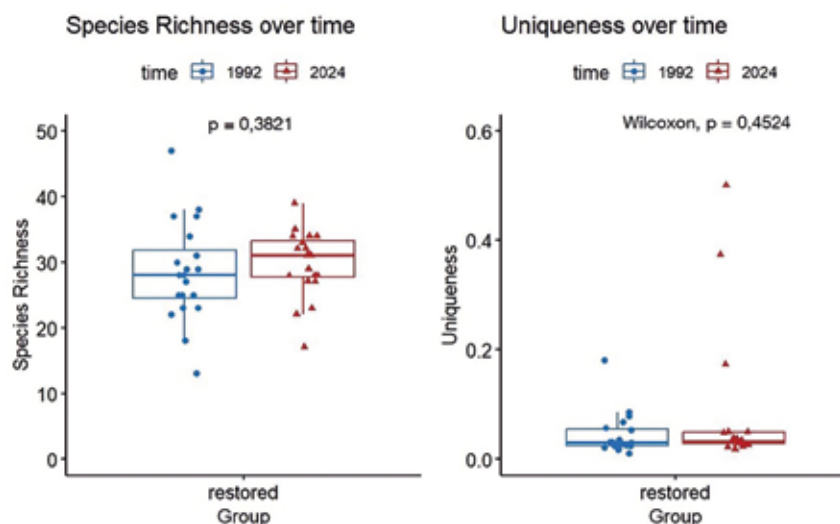 Species Richness over time
time 1992 2024
p = 0,3821
50
40
30
20
10
0
Species Richness
restored
Group
Uniqueness over time
time 1992 2024
Wilcoxon, p = 0,4524
0.6
0.4
0.2
0.0
Uniqueness
restored
Group